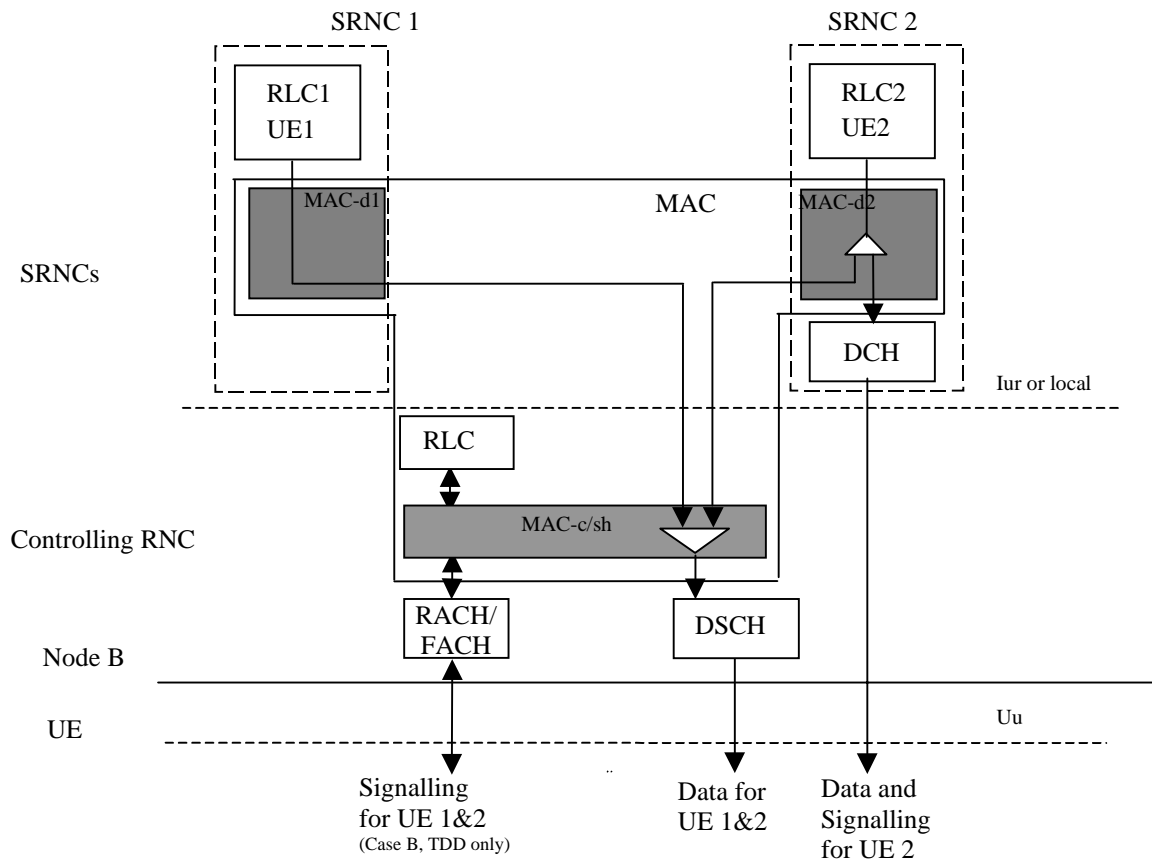 SRNC 1
SRNC 2
RLC1
UE1
RLC2
UE2
MAC-d1
MAC
MAC-d2
SRNCs
DCH
Iur or local
RLC
MAC-c/sh
Controlling RNC
RACH/
FACH
DSCH
Node B
UE
Uu
..
Signalling
for UE 1&2
(Case B, TDD only)
Data for
UE 1&2
Data and
Signalling
for UE 2